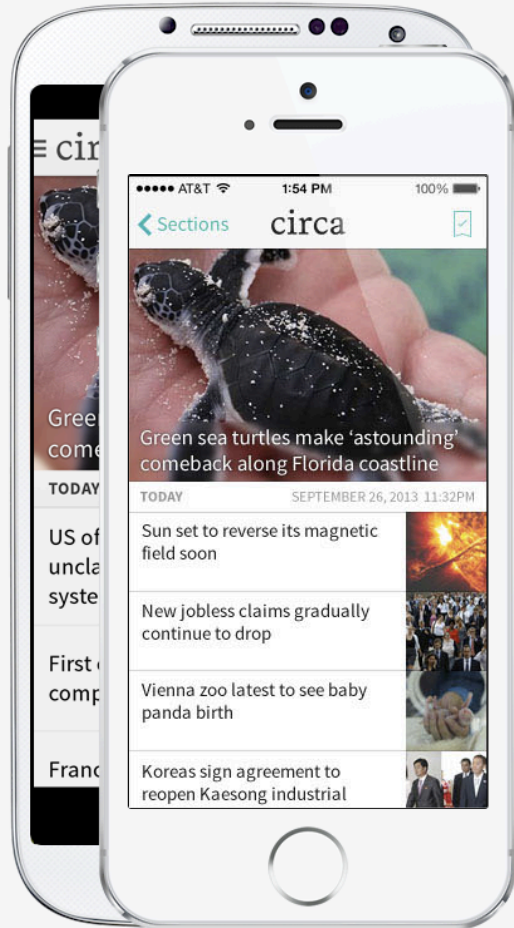 cir
Gree
come
TODAY
US of
uncla
syste
First
comp
Franc
AT&T 1:54 PM 100%
Sections circa
Green sea turtles make ‘astounding’
comeback along Florida coastline
TODAY SEPTEMBER 26, 2013 11:32PM
Sun set to reverse its magnetic
field soon
New jobless claims gradually
continue to drop
Vienna zoo latest to see baby
panda birth
Koreas sign agreement to
reopen Kaesong industrial